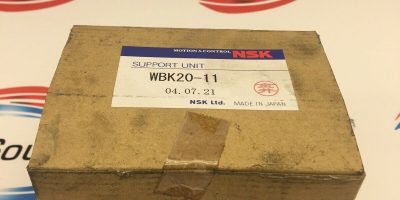 MOTION & CONTROL NSK
SUPPORT UNIT
WBK20-11
04.07.21
NSK Ltd.
MADE IN JAPAN